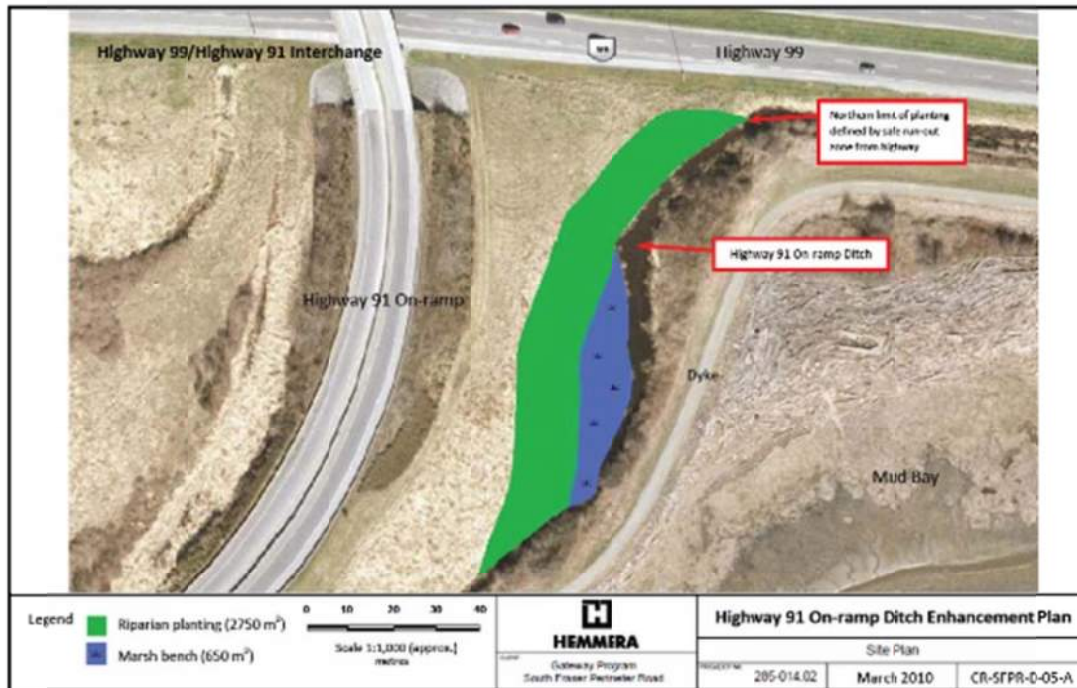 Highway 99/Highway 91 Interchange
99
Highway 99
Northern limit of planting
defined by safe run-out
zone from highway
Highway 91 On ramp Ditch
Highway 91 On-ramp
Dyke
Mud Bay
Legend
Riparian planting (2750 m²)
Marsh bench (650 m²)
0 10 20 30 40
Scale 1:1,000 (approx.)
metres
HEMMERA
CLIENT
Gateway Program
South Fraser Perimeter Road
Highway 91 On-ramp Ditch Enhancement Plan
Site Plan
PROJECT NO.
285-014.02
March 2010
CR-SFPR-D-05-A